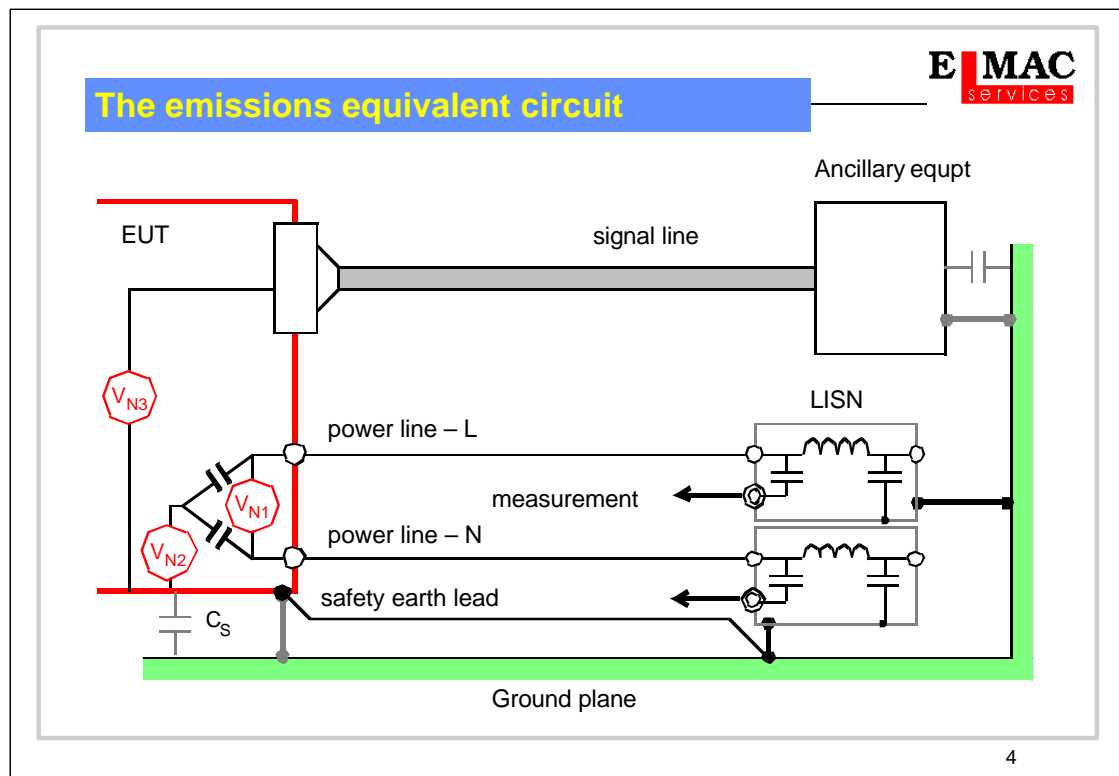 E MAC
services
The emissions equivalent circuit
Ancillary equpt
EUT
signal line
VN3
LISN
power line – L
VN1
measurement
power line – N
VN2
safety earth lead
CS
Ground plane
4